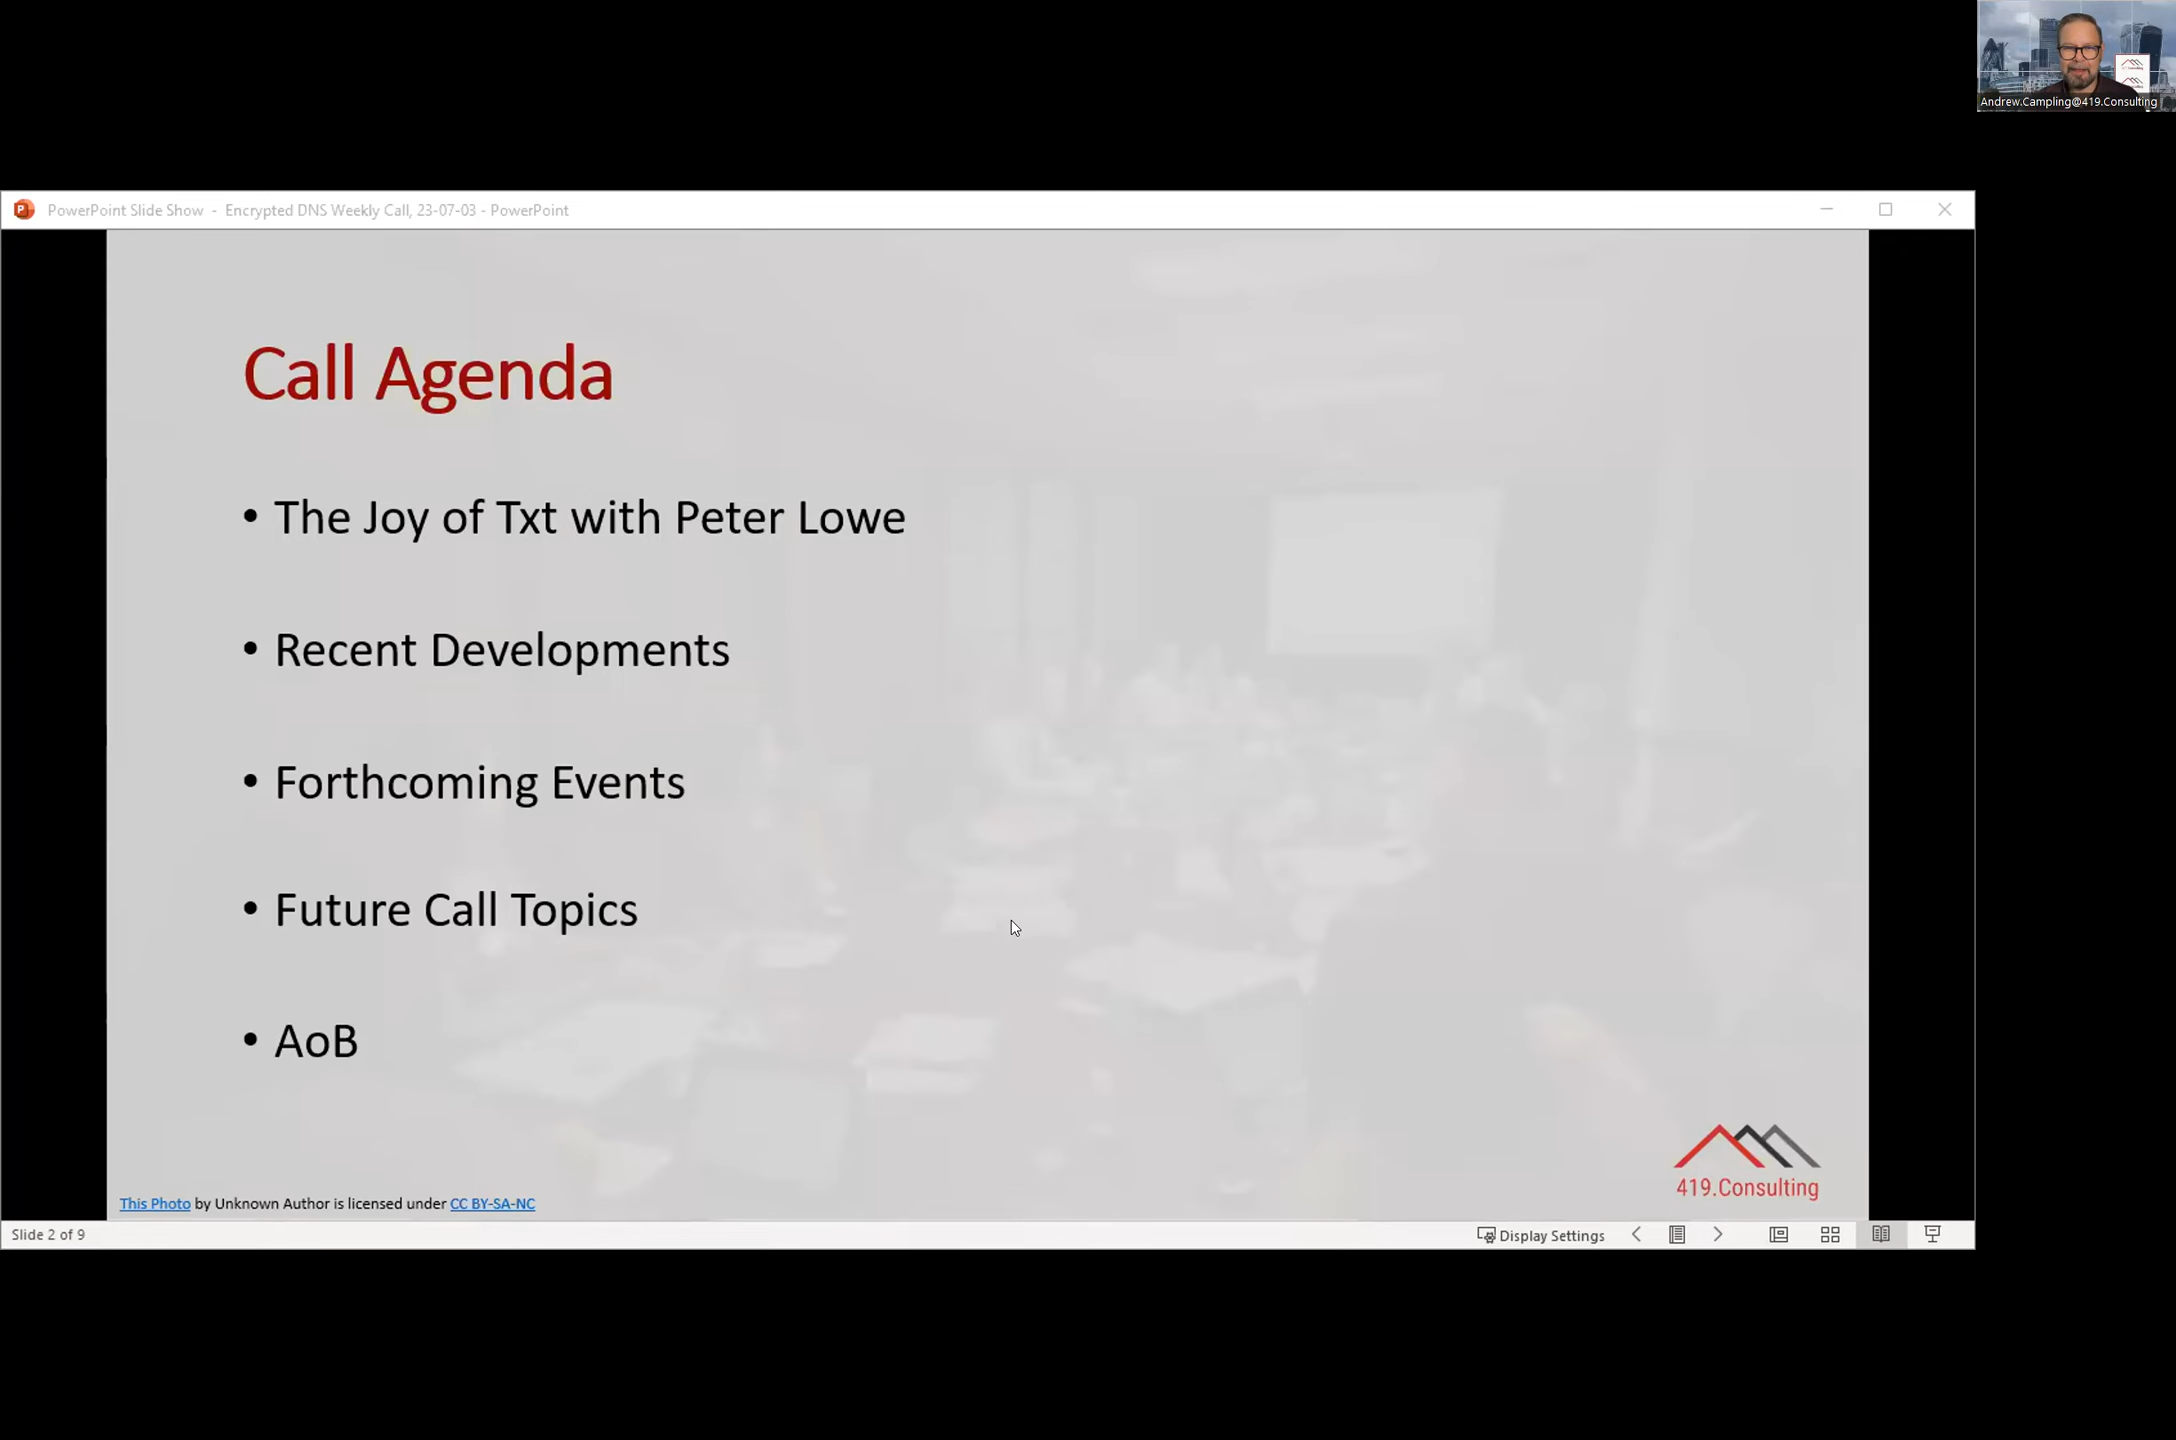 Andrew.Campling@419.Consulting
PowerPoint Slide Show - Encrypted DNS Weekly Call, 23-07-03 - PowerPoint
Call Agenda
• The Joy of Txt with Peter Lowe
• Recent Developments
• Forthcoming Events
• Future Call Topics
• AoB
419.Consulting
This Photo by Unknown Author is licensed under CC BY-SA-NC
Slide 2 of 9
Display Settings